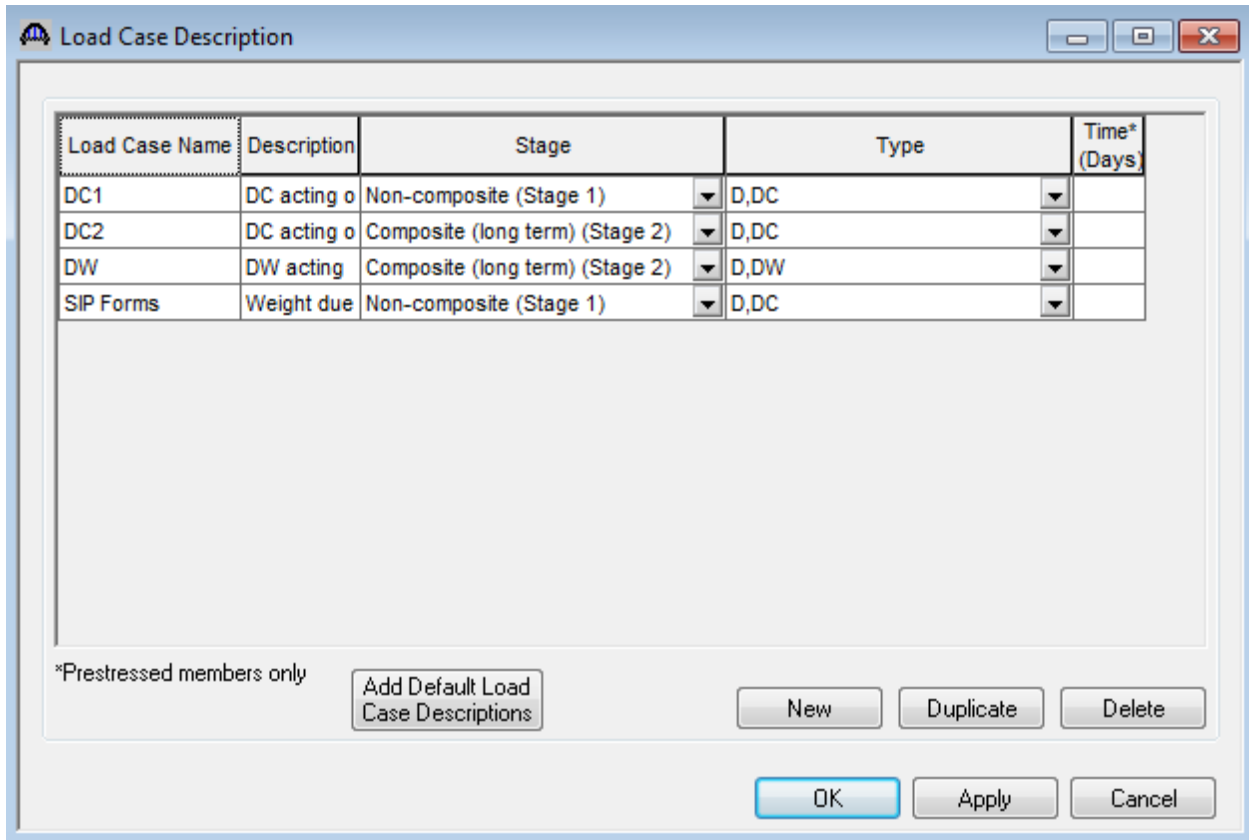 Load Case Description
Load Case Name Description Stage Type Time* (Days)
DC1 DC acting o Non-composite (Stage 1) D,DC
DC2 DC acting o Composite (long term) (Stage 2) D,DC
DW DW acting Composite (long term) (Stage 2) D,DW
SIP Forms Weight due Non-composite (Stage 1) D,DC
*Prestressed members only
Add Default Load
Case Descriptions
New Duplicate Delete
OK Apply Cancel